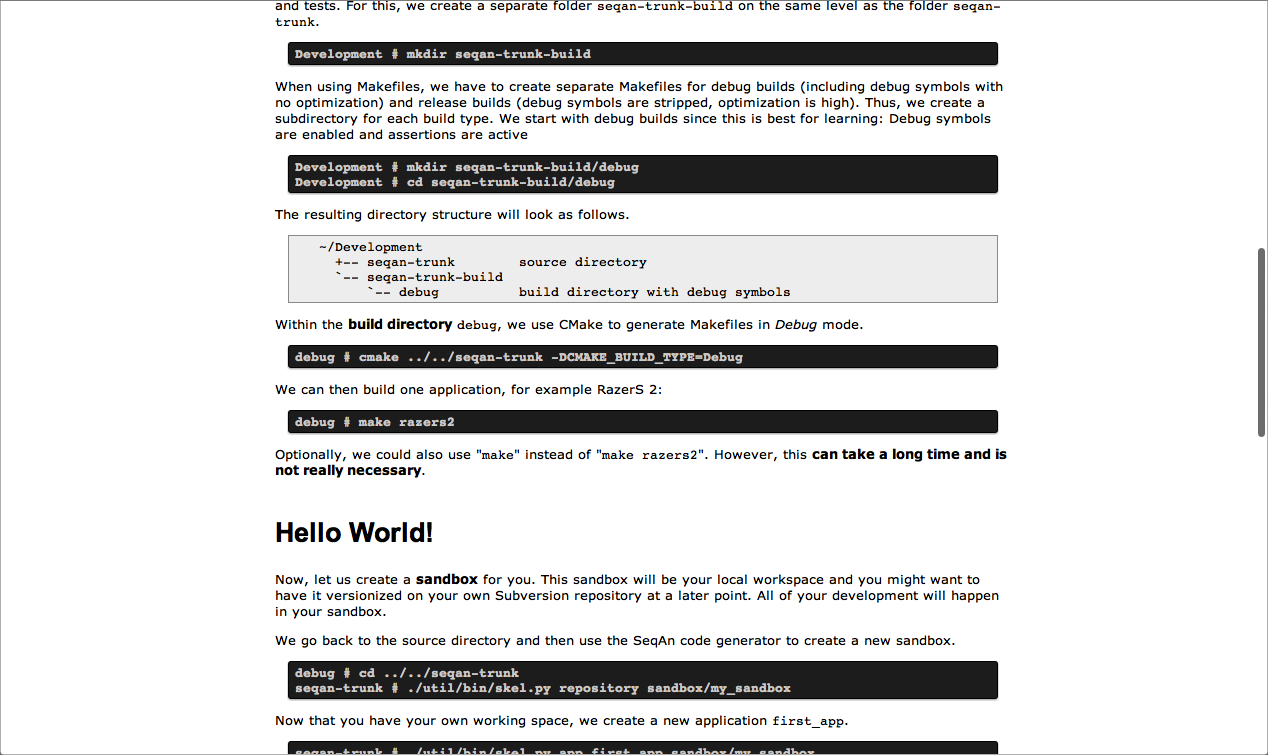 and tests. For this, we create a separate folder seqan-trunk-build on the same level as the folder seqan-
trunk.
Development # mkdir seqan-trunk-build
When using Makefiles, we have to create separate Makefiles for debug builds (including debug symbols with
no optimization) and release builds (debug symbols are stripped, optimization is high). Thus, we create a
subdirectory for each build type. We start with debug builds since this is best for learning: Debug symbols
are enabled and assertions are active
Development # mkdir seqan-trunk-build/debug
Development # cd seqan-trunk-build/debug
The resulting directory structure will look as follows.
~/Development
+-- seqan-trunk        source directory
`-- seqan-trunk-build
`-- debug          build directory with debug symbols
Within the build directory debug, we use CMake to generate Makefiles in Debug mode.
debug # cmake ../../seqan-trunk -DCMAKE_BUILD_TYPE=Debug
We can then build one application, for example RazerS 2:
debug # make razers2
Optionally, we could also use "make" instead of "make razers2". However, this can take a long time and is
not really necessary.
Hello World!
Now, let us create a sandbox for you. This sandbox will be your local workspace and you might want to
have it versionized on your own Subversion repository at a later point. All of your development will happen
in your sandbox.
We go back to the source directory and then use the SeqAn code generator to create a new sandbox.
debug # cd ../../seqan-trunk
seqan-trunk # ./util/bin/skel.py repository sandbox/my_sandbox
Now that you have your own working space, we create a new application first_app.
seqan-trunk # ./util/bin/skel.py app first_app sandbox/my_sandbox